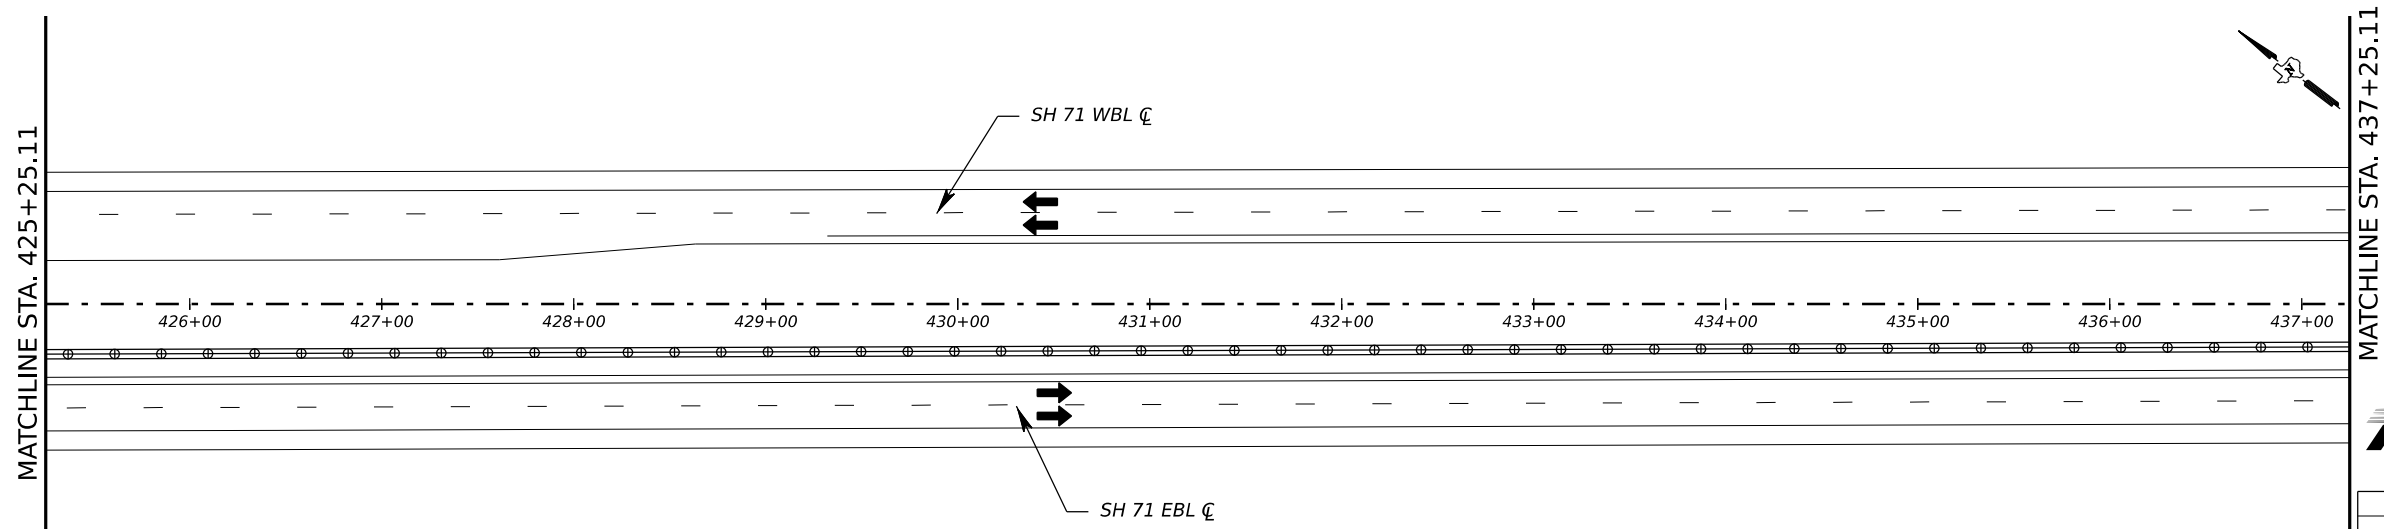 MATCHLINE STA. 425+25.11
SH 71 WBL ℄
N
MATCHLINE STA. 437+25.11
426+00 427+00 428+00 429+00 430+00 431+00 432+00 433+00 434+00 435+00 436+00 437+00
SH 71 EBL ℄